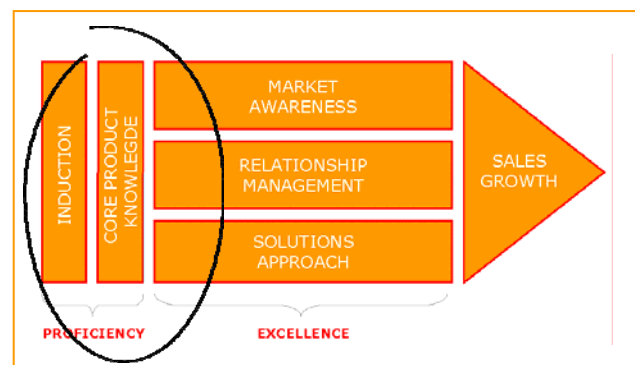 INDUCTION
CORE PRODUCT
KNOWLEGDE
MARKET
AWARENESS
RELATIONSHIP
MANAGEMENT
SOLUTIONS
APPROACH
SALES
GROWTH
PROFICIENCY
EXCELLENCE